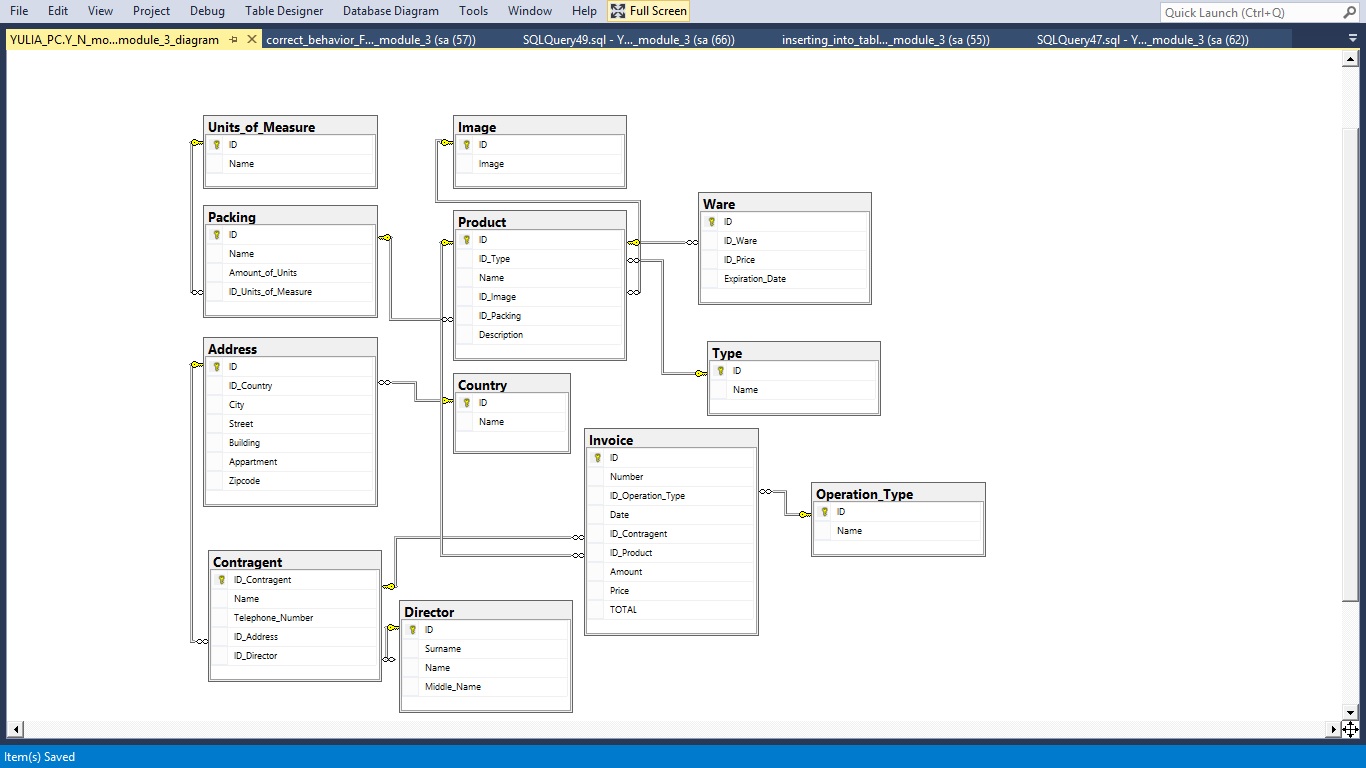 File Edit View Project Debug Table Designer Database Diagram Tools Window Help Full Screen
Quick Launch (Ctrl+Q)
YULIA_PC.Y_N_mo...module_3_diagram correct_behavior_F..._module_3 (sa (57)) SQLQuery49.sql - Y..._module_3 (sa (66)) inserting_into_tabl..._module_3 (sa (55)) SQLQuery47.sql - Y..._module_3 (sa (62))
Units_of_Measure
ID
Name
Image
ID
Image
Packing
ID
Name
Amount_of_Units
ID_Units_of_Measure
Product
ID
ID_Type
Name
ID_Image
ID_Packing
Description
Ware
ID
ID_Ware
ID_Price
Expiration_Date
Address
ID
ID_Country
City
Street
Building
Appartment
Zipcode
Country
ID
Name
Type
ID
Name
Invoice
ID
Number
ID_Operation_Type
Date
ID_Contragent
ID_Product
Amount
Price
TOTAL
Operation_Type
ID
Name
Contragent
ID_Contragent
Name
Telephone_Number
ID_Address
ID_Director
Director
ID
Surname
Name
Middle_Name
Item(s) Saved